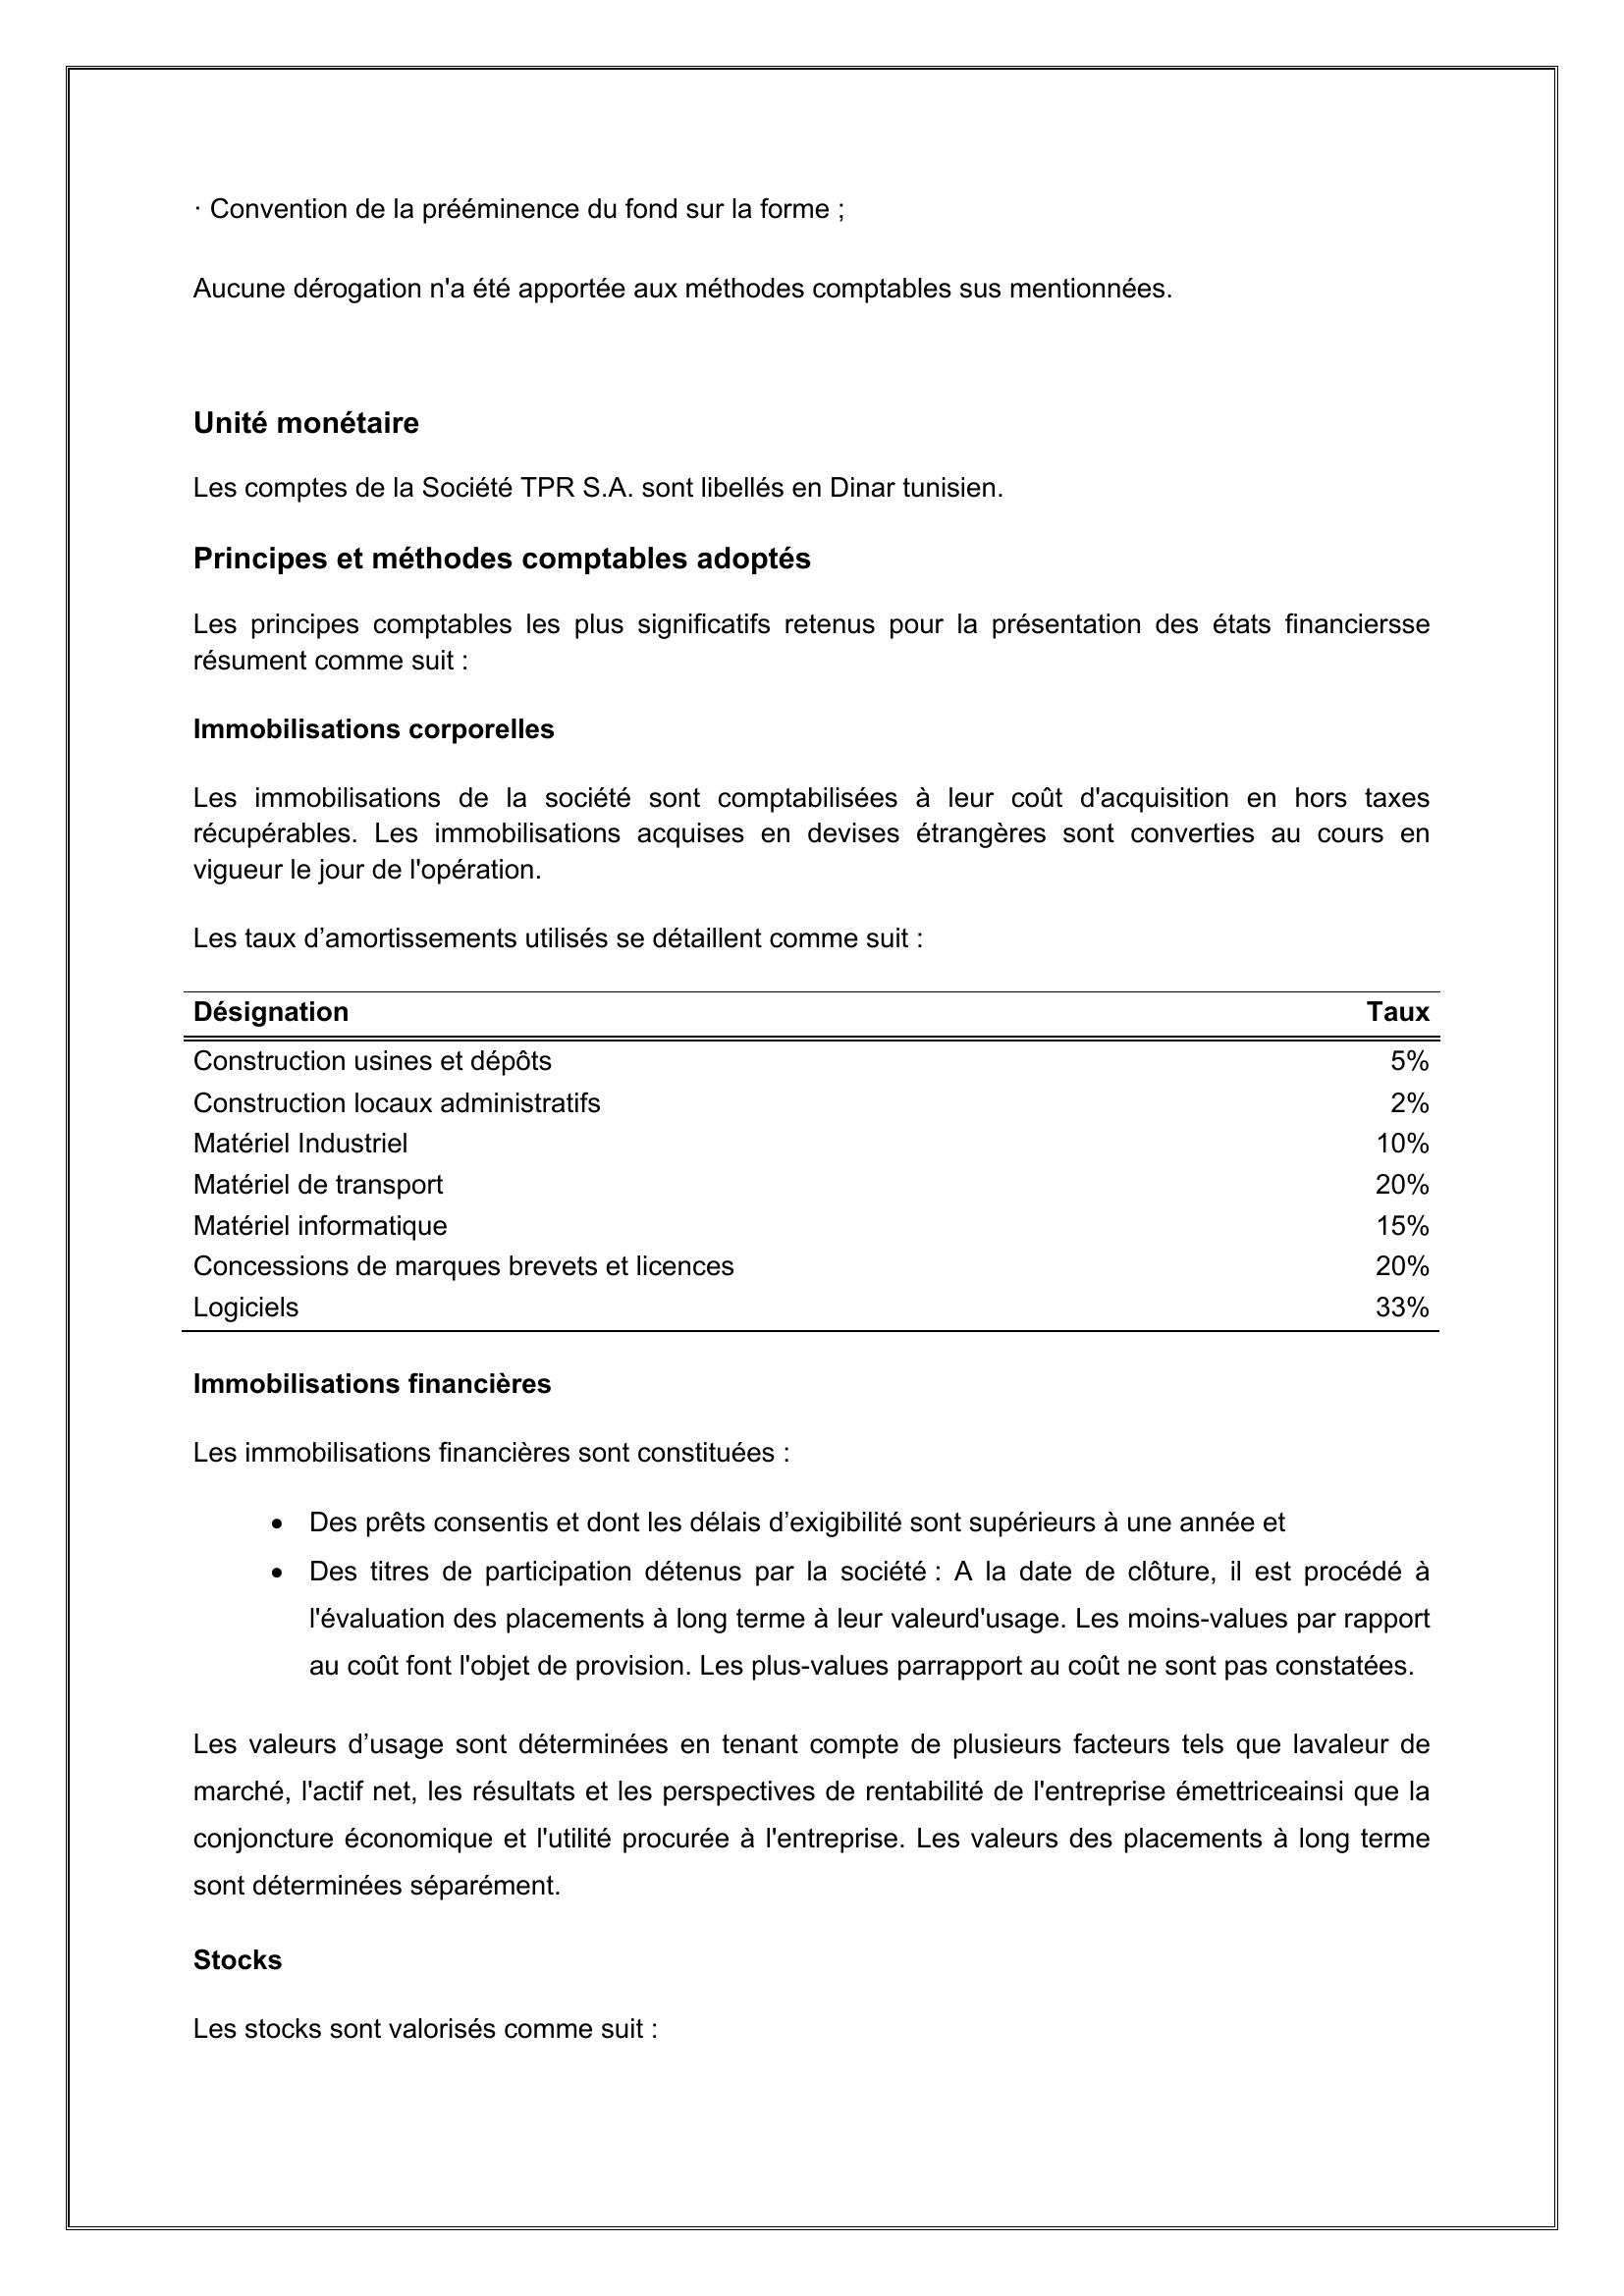 · Convention de la prééminence du fond sur la forme ;
Aucune dérogation n'a été apportée aux méthodes comptables sus mentionnées.
Unité monétaire
Les comptes de la Société TPR S.A. sont libellés en Dinar tunisien.
Principes et méthodes comptables adoptés
Les principes comptables les plus significatifs retenus pour la présentation des états financiersse
résument comme suit :
Immobilisations corporelles
Les immobilisations de la société sont comptabilisées à leur coût d'acquisition en hors taxes
récupérables. Les immobilisations acquises en devises étrangères sont converties au cours en
vigueur le jour de l'opération.
Les taux d’amortissements utilisés se détaillent comme suit :
Désignation Taux
Construction usines et dépôts 5%
Construction locaux administratifs 2%
Matériel Industriel 10%
Matériel de transport 20%
Matériel informatique 15%
Concessions de marques brevets et licences 20%
Logiciels 33%
Immobilisations financières
Les immobilisations financières sont constituées :
• Des prêts consentis et dont les délais d’exigibilité sont supérieurs à une année et
• Des titres de participation détenus par la société : A la date de clôture, il est procédé à
l'évaluation des placements à long terme à leur valeurd'usage. Les moins-values par rapport
au coût font l'objet de provision. Les plus-values parrapport au coût ne sont pas constatées.
Les valeurs d’usage sont déterminées en tenant compte de plusieurs facteurs tels que lavaleur de
marché, l'actif net, les résultats et les perspectives de rentabilité de l'entreprise émettriceainsi que la
conjoncture économique et l'utilité procurée à l'entreprise. Les valeurs des placements à long terme
sont déterminées séparément.
Stocks
Les stocks sont valorisés comme suit :